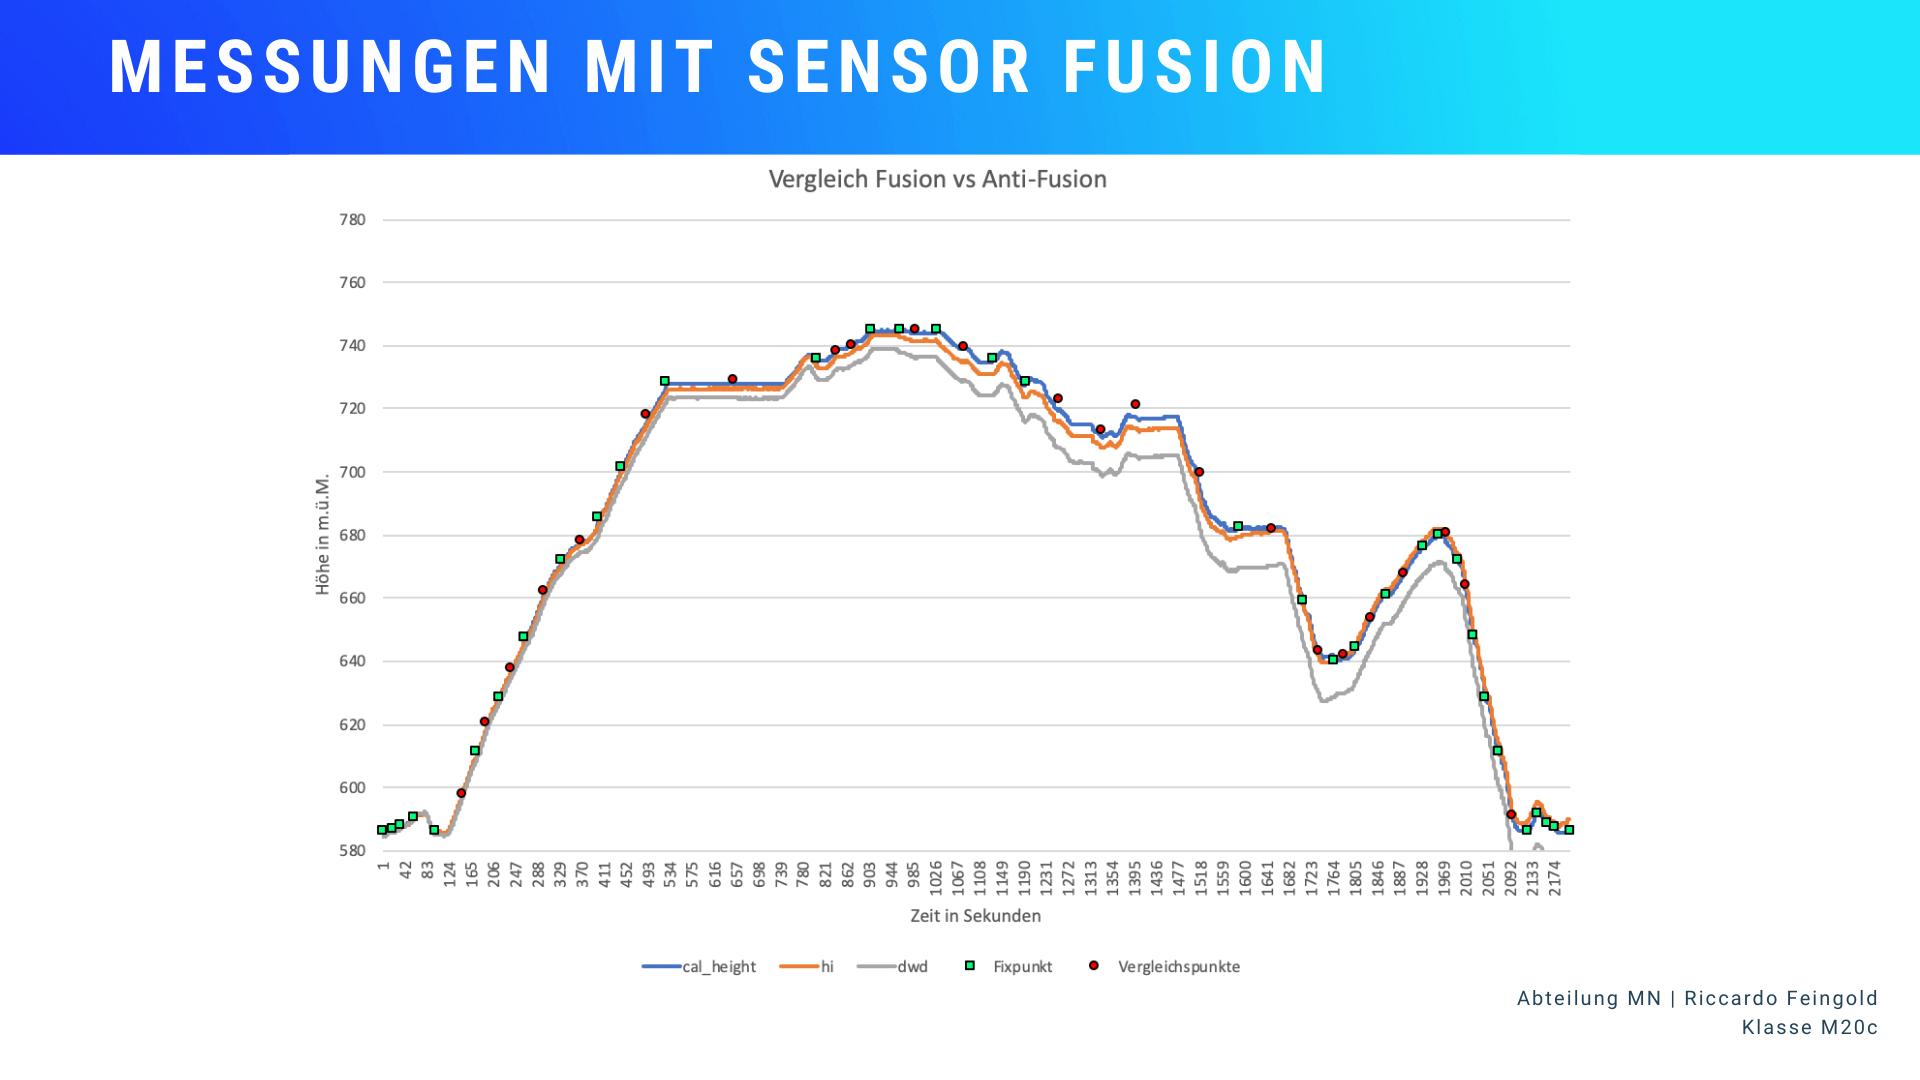 MESSUNGEN MIT SENSOR FUSION
Vergleich Fusion vs Anti-Fusion
780
760
740
720
700
680
660
640
620
600
580
Höhe in m.ü.M.
1 42 83 124 165 206 247 288 329 370 411 452 493 534 575 616 657 698 739 780 821 862 903 944 985 1026 1067 1108 1149 1190 1231 1272 1313 1354 1395 1436 1477 1518 1559 1600 1641 1682 1723 1764 1805 1846 1887 1928 1969 2010 2051 2092 2133 2174
Zeit in Sekunden
cal_height hi dwd Fixpunkt Vergleichspunkte
Abteilung MN | Riccardo Feingold
Klasse M20c